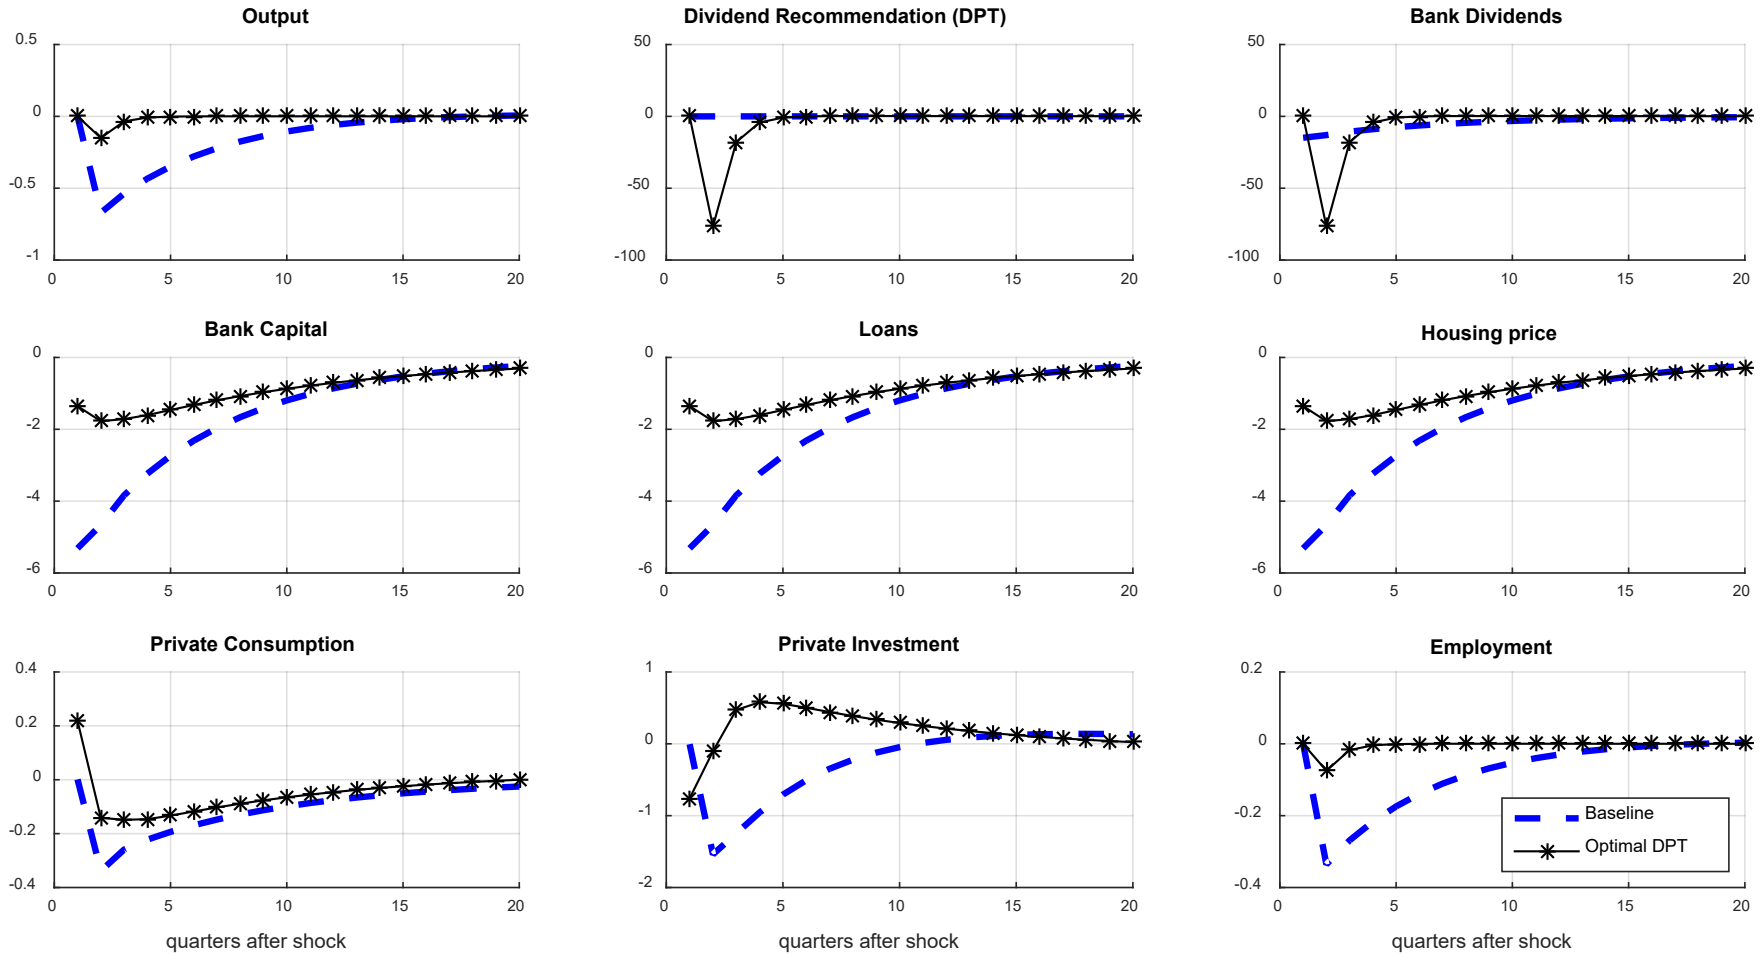 Output
Dividend Recommendation (DPT)
Bank Dividends
0.5
0
-0.5
-1
0 5 10 15 20
50
0
-50
-100
0 5 10 15 20
50
0
-50
-100
0 5 10 15 20
Bank Capital
Loans
Housing price
0
-2
-4
-6
0 5 10 15 20
0
-2
-4
-6
0 5 10 15 20
0
-2
-4
-6
0 5 10 15 20
Private Consumption
Private Investment
Employment
0.4
0.2
0
-0.2
-0.4
0 5 10 15 20
quarters after shock
1
0
-1
-2
0 5 10 15 20
quarters after shock
0.2
0
-0.2
-0.4
0 5 10 15 20
quarters after shock
Baseline
Optimal DPT